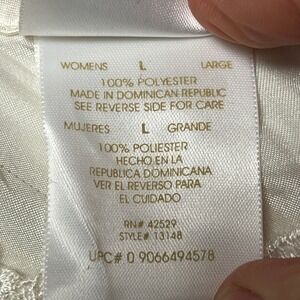 WOMENS L LARGE
100% POLYESTER
MADE IN DOMINICAN REPUBLIC
SEE REVERSE SIDE FOR CARE
MUJERES L GRANDE
100% POLIESTER
HECHO EN LA
REPUBLICA DOMINICANA
VER EL REVERSO PARA
EL CUIDADO
RN# 42529
STYLE# 13148
UPC# 0 9066494578